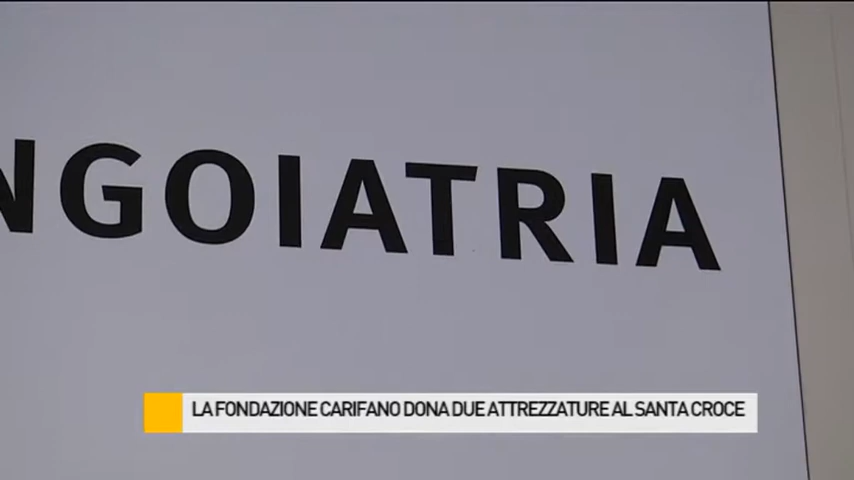 NGOIATRIA
LA FONDAZIONE CARIFANO DONA DUE ATTREZZATURE AL SANTA CROCE